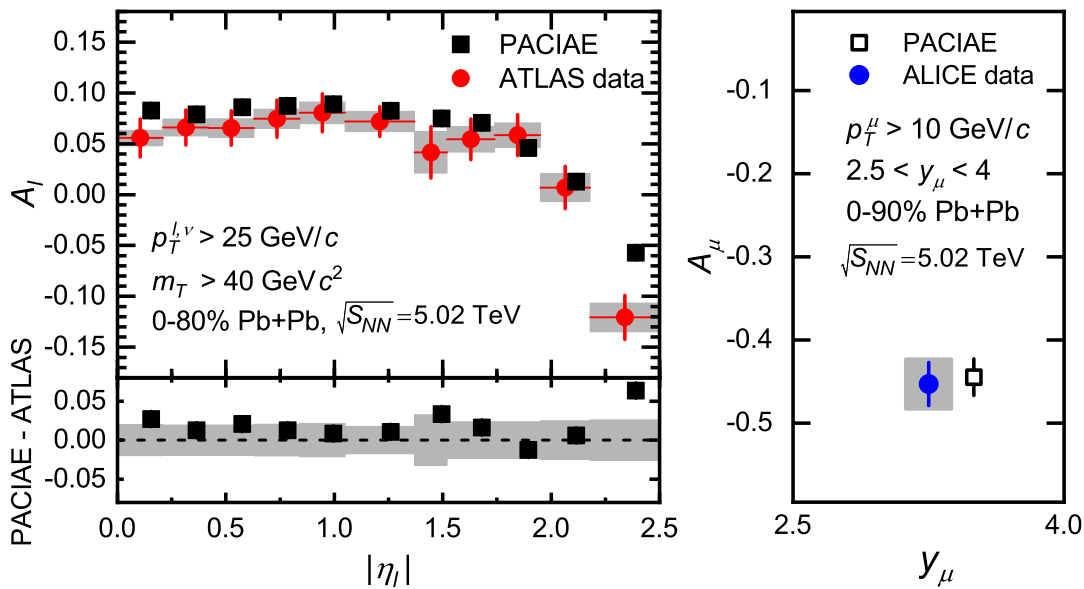 A_l
0.15
0.10
0.05
0.00
-0.05
-0.10
-0.15
PACIAE
ATLAS data
p_T^{l,ν} > 25 GeV/c
m_T > 40 GeVc²
0-80% Pb+Pb, √S_NN = 5.02 TeV
PACIAE - ATLAS
0.05
0.00
-0.05
0.0 0.5 1.0 1.5 2.0 2.5
|η_l|
A_μ
-0.1
-0.2
-0.3
-0.4
-0.5
PACIAE
ALICE data
p_T^μ > 10 GeV/c
2.5 < y_μ < 4
0-90% Pb+Pb
√S_NN = 5.02 TeV
2.5 4.0
y_μ